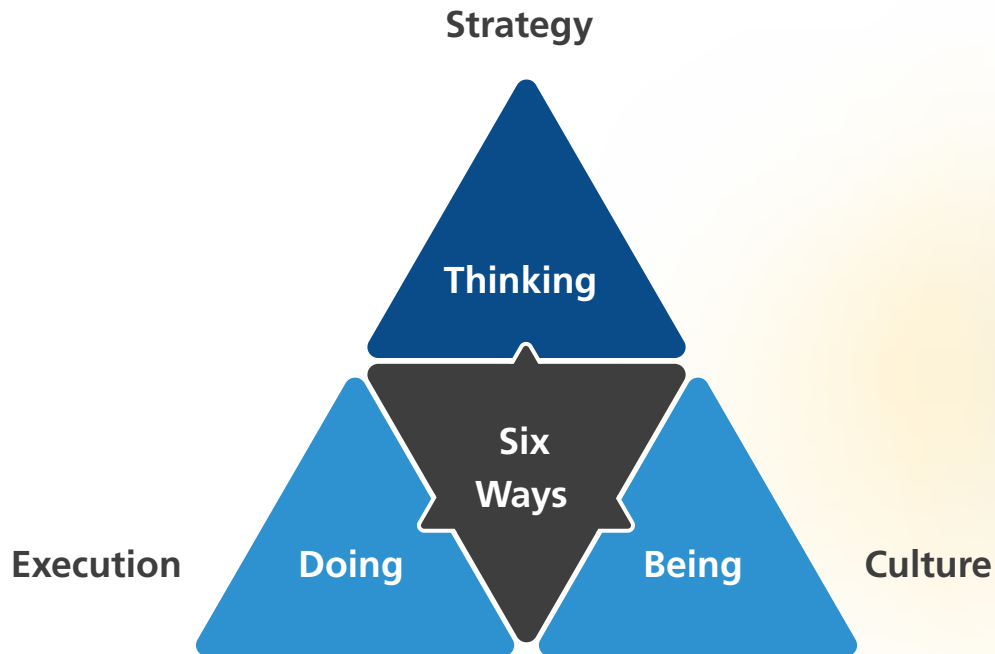 Strategy
Thinking
Six
Ways
Execution
Doing
Being
Culture